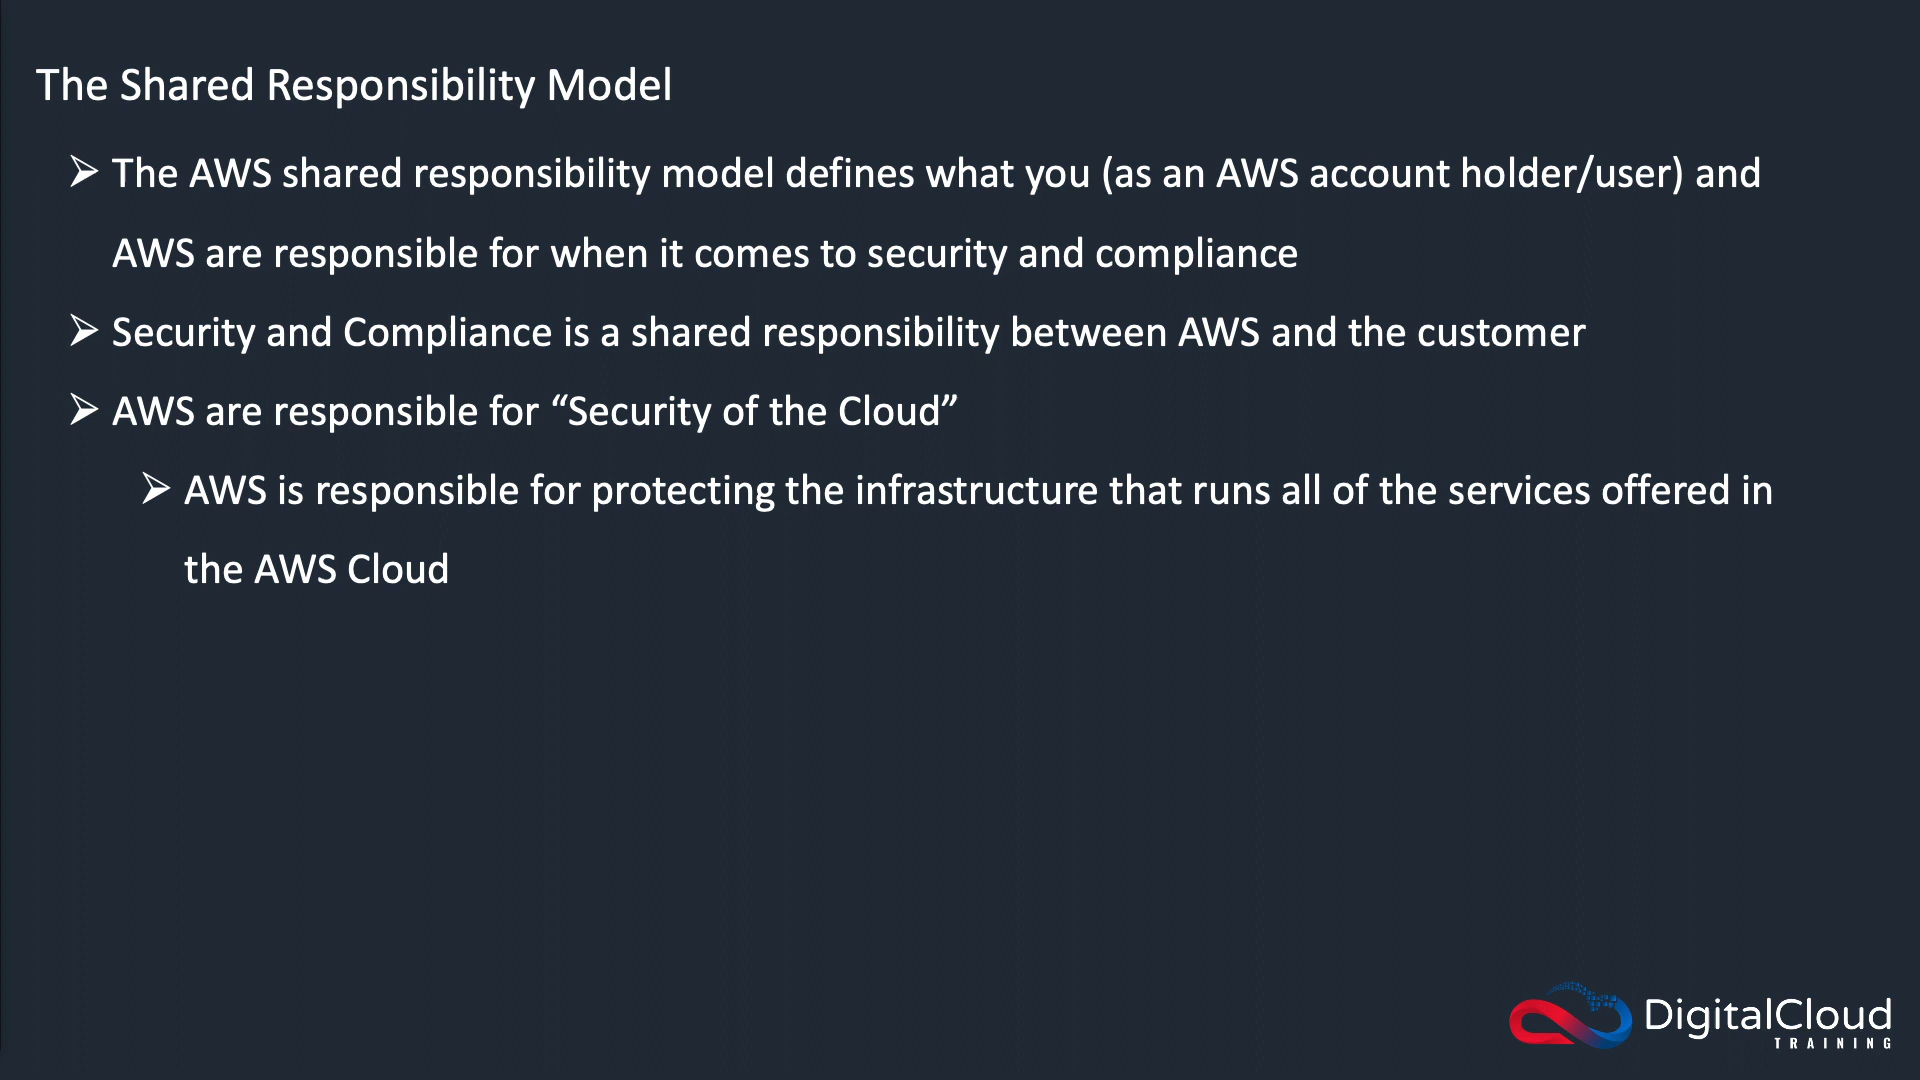 The Shared Responsibility Model
➢ The AWS shared responsibility model defines what you (as an AWS account holder/user) and
AWS are responsible for when it comes to security and compliance
➢ Security and Compliance is a shared responsibility between AWS and the customer
➢ AWS are responsible for “Security of the Cloud”
➢ AWS is responsible for protecting the infrastructure that runs all of the services offered in
the AWS Cloud
DigitalCloud
TRAINING